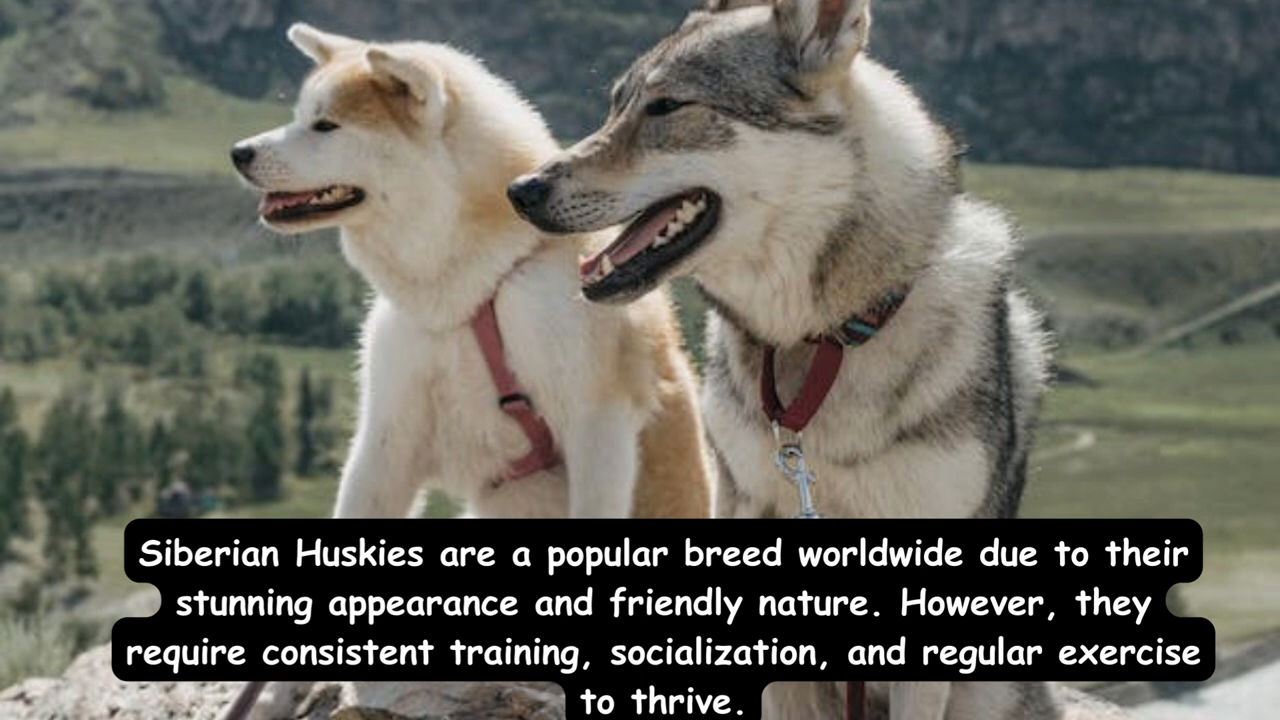 Siberian Huskies are a popular breed worldwide due to their
stunning appearance and friendly nature. However, they
require consistent training, socialization, and regular exercise
to thrive.